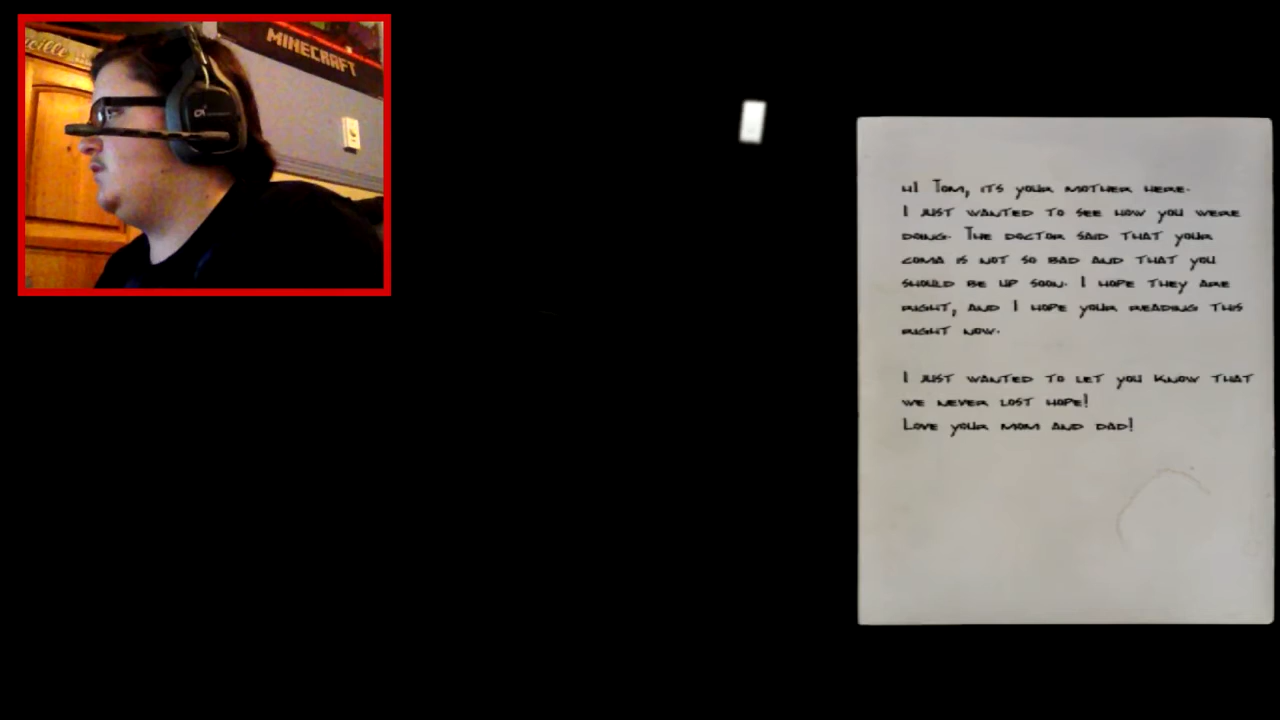 MINECRAFT
Hi Tom, its your mother here.
I just wanted to see how you were
doing. The doctor said that your
coma is not so bad and that you
should be up soon. I hope they are
right, and I hope your reading this
right now.
I just wanted to let you know that
we never lost hope!
Love your mom and dad!